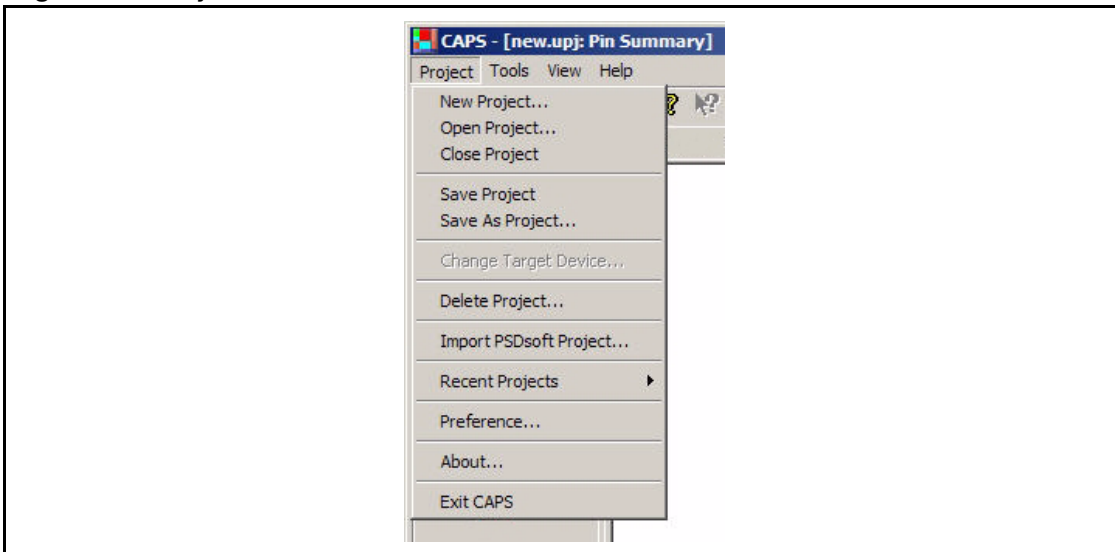 CAPS - [new.upj: Pin Summary]
Project Tools View Help
New Project...
Open Project...
Close Project
Save Project
Save As Project...
Change Target Device...
Delete Project...
Import PSDsoft Project...
Recent Projects
Preference...
About...
Exit CAPS